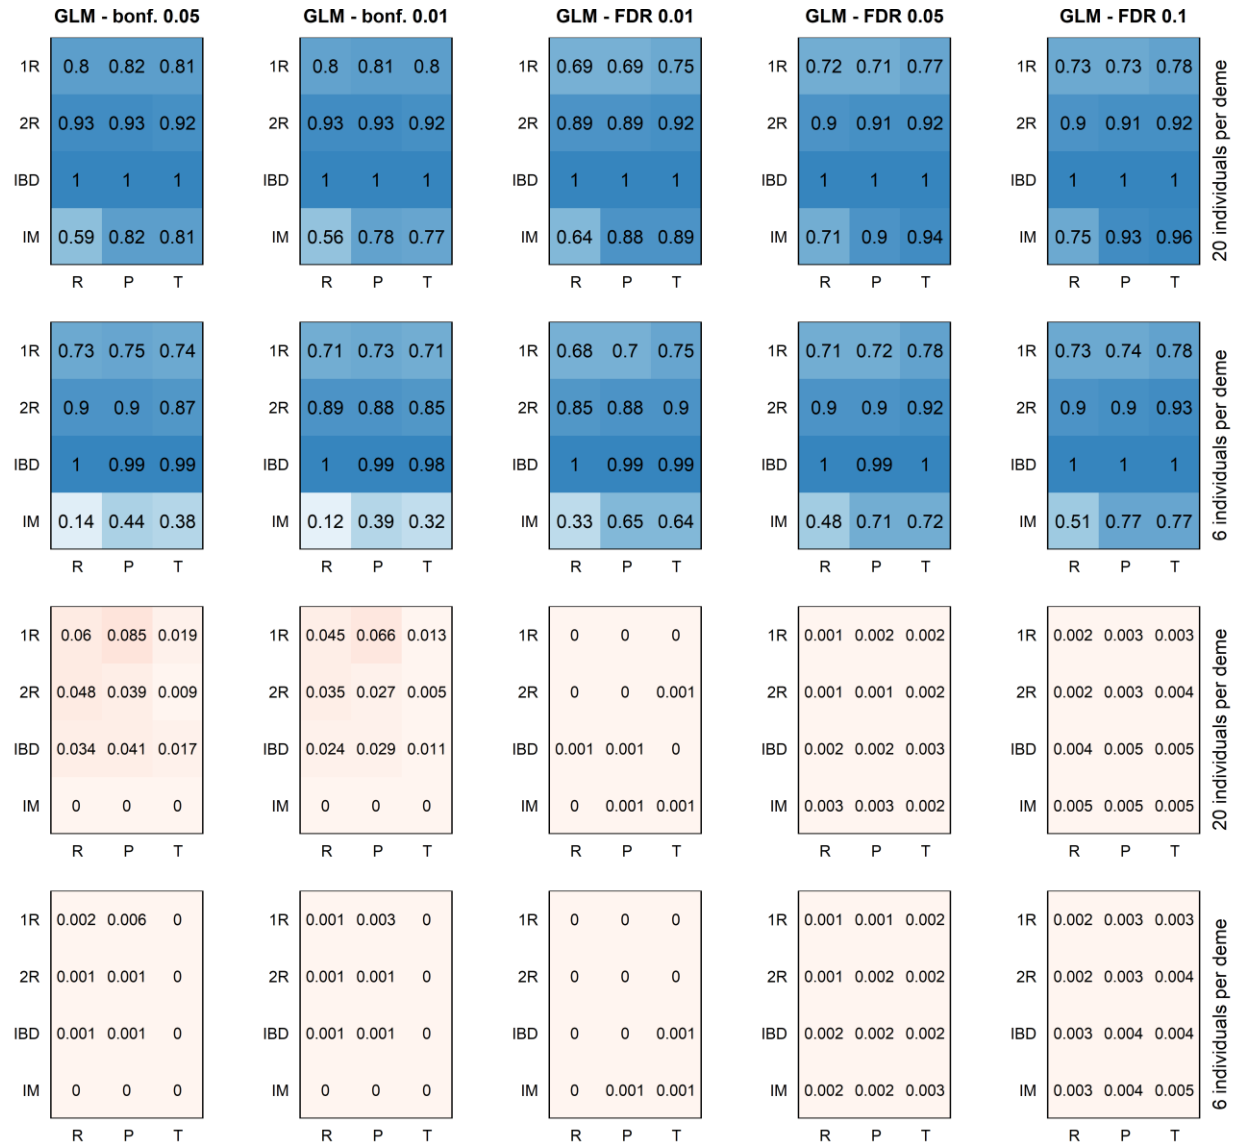 GLM - bonf. 0.05 GLM - bonf. 0.01 GLM - FDR 0.01 GLM - FDR 0.05 GLM - FDR 0.1
1R 0.8 0.82 0.81 1R 0.8 0.81 0.8 1R 0.69 0.69 0.75 1R 0.72 0.71 0.77 1R 0.73 0.73 0.78
2R 0.93 0.93 0.92 2R 0.93 0.93 0.92 2R 0.89 0.89 0.92 2R 0.9 0.91 0.92 2R 0.9 0.91 0.92
IBD 1 1 1 IBD 1 1 1 IBD 1 1 1 IBD 1 1 1 IBD 1 1 1
IM 0.59 0.82 0.81 IM 0.56 0.78 0.77 IM 0.64 0.88 0.89 IM 0.71 0.9 0.94 IM 0.75 0.93 0.96
R P T R P T R P T R P T R P T
20 individuals per deme
1R 0.73 0.75 0.74 1R 0.71 0.73 0.71 1R 0.68 0.7 0.75 1R 0.71 0.72 0.78 1R 0.73 0.74 0.78
2R 0.9 0.9 0.87 2R 0.89 0.88 0.85 2R 0.85 0.88 0.9 2R 0.9 0.9 0.92 2R 0.9 0.9 0.93
IBD 1 0.99 0.99 IBD 1 0.99 0.98 IBD 1 0.99 0.99 IBD 1 0.99 1 IBD 1 1 1
IM 0.14 0.44 0.38 IM 0.12 0.39 0.32 IM 0.33 0.65 0.64 IM 0.48 0.71 0.72 IM 0.51 0.77 0.77
R P T R P T R P T R P T R P T
6 individuals per deme
1R 0.06 0.085 0.019 1R 0.045 0.066 0.013 1R 0 0 0 1R 0.001 0.002 0.002 1R 0.002 0.003 0.003
2R 0.048 0.039 0.009 2R 0.035 0.027 0.005 2R 0 0 0.001 2R 0.001 0.001 0.002 2R 0.002 0.003 0.004
IBD 0.034 0.041 0.017 IBD 0.024 0.029 0.011 IBD 0.001 0.001 0 IBD 0.002 0.002 0.003 IBD 0.004 0.005 0.005
IM 0 0 0 IM 0 0 0 IM 0 0.001 0.001 IM 0.003 0.003 0.002 IM 0.005 0.005 0.005
R P T R P T R P T R P T R P T
20 individuals per deme
1R 0.002 0.006 0 1R 0.001 0.003 0 1R 0 0 0 1R 0.001 0.001 0.002 1R 0.002 0.003 0.003
2R 0.001 0.001 0 2R 0.001 0.001 0 2R 0 0 0 2R 0.001 0.002 0.002 2R 0.002 0.003 0.004
IBD 0.001 0.001 0 IBD 0.001 0.001 0 IBD 0 0 0.001 IBD 0.002 0.002 0.002 IBD 0.003 0.004 0.004
IM 0 0 0 IM 0 0 0 IM 0 0.001 0.001 IM 0.002 0.002 0.003 IM 0.003 0.004 0.005
R P T R P T R P T R P T R P T
6 individuals per deme